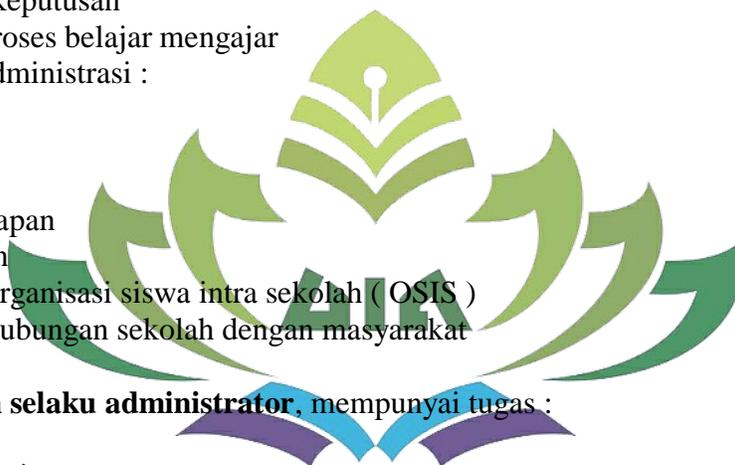 keputusan
roses belajar mengajar
dministrasi :
apan
rganisasi siswa intra sekolah ( OSIS )
ubungan sekolah dengan masyarakat
selaku administrator, mempunyai tugas :